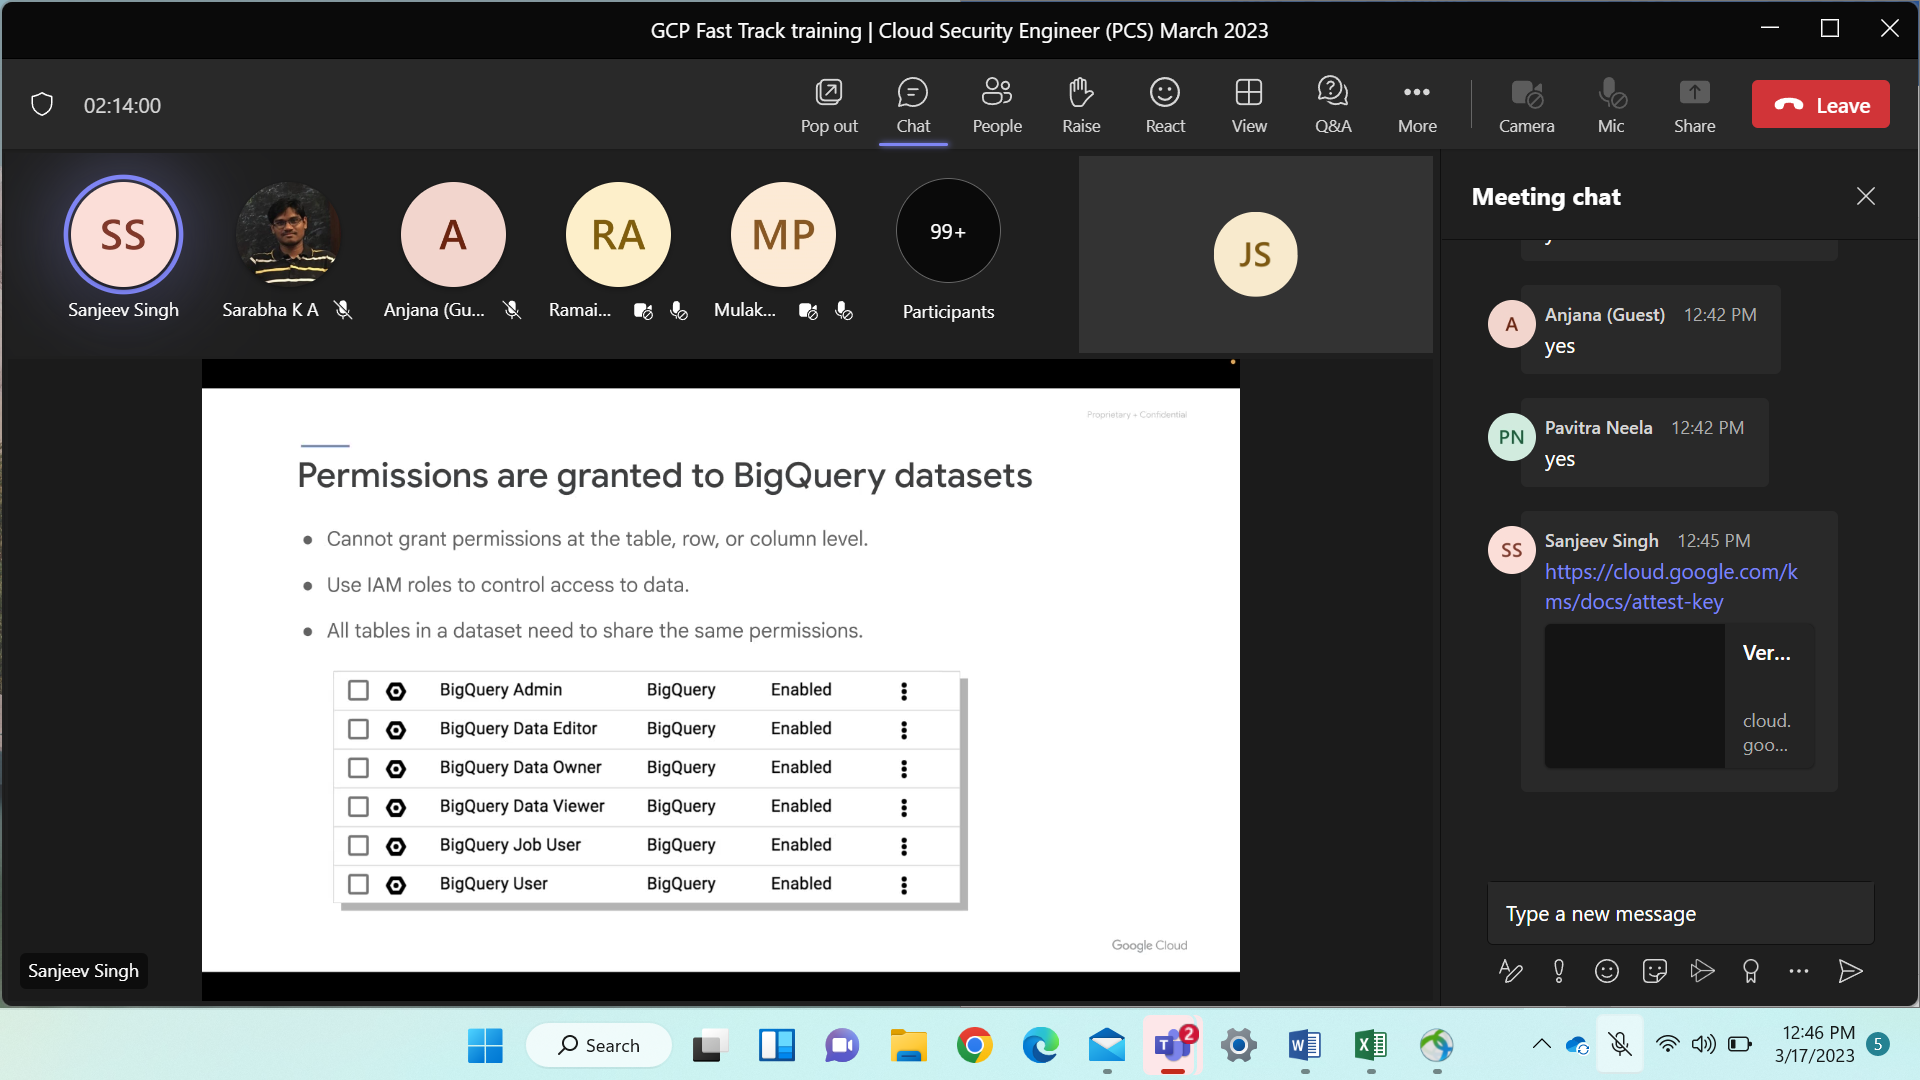 GCP Fast Track training | Cloud Security Engineer (PCS) March 2023
02:14:00
Pop out
Chat
People
Raise
React
View
Q&A
More
Camera
Mic
Share
Leave
SS
A
RA
MP
99+
JS
Sanjeev Singh
Sarabha K A
Anjana (Gu...
Ramai...
Mulak...
Participants
Proprietary + Confidential
Permissions are granted to BigQuery datasets
● Cannot grant permissions at the table, row, or column level.
● Use IAM roles to control access to data.
● All tables in a dataset need to share the same permissions.
BigQuery Admin BigQuery Enabled
BigQuery Data Editor BigQuery Enabled
BigQuery Data Owner BigQuery Enabled
BigQuery Data Viewer BigQuery Enabled
BigQuery Job User BigQuery Enabled
BigQuery User BigQuery Enabled
Google Cloud
Sanjeev Singh
Meeting chat
A
Anjana (Guest) 12:42 PM
yes
PN
Pavitra Neela 12:42 PM
yes
SS
Sanjeev Singh 12:45 PM
https://cloud.google.com/k
ms/docs/attest-key
Ver...
cloud.
goo...
Type a new message
Search
T
2
W
X
12:46 PM
3/17/2023
5